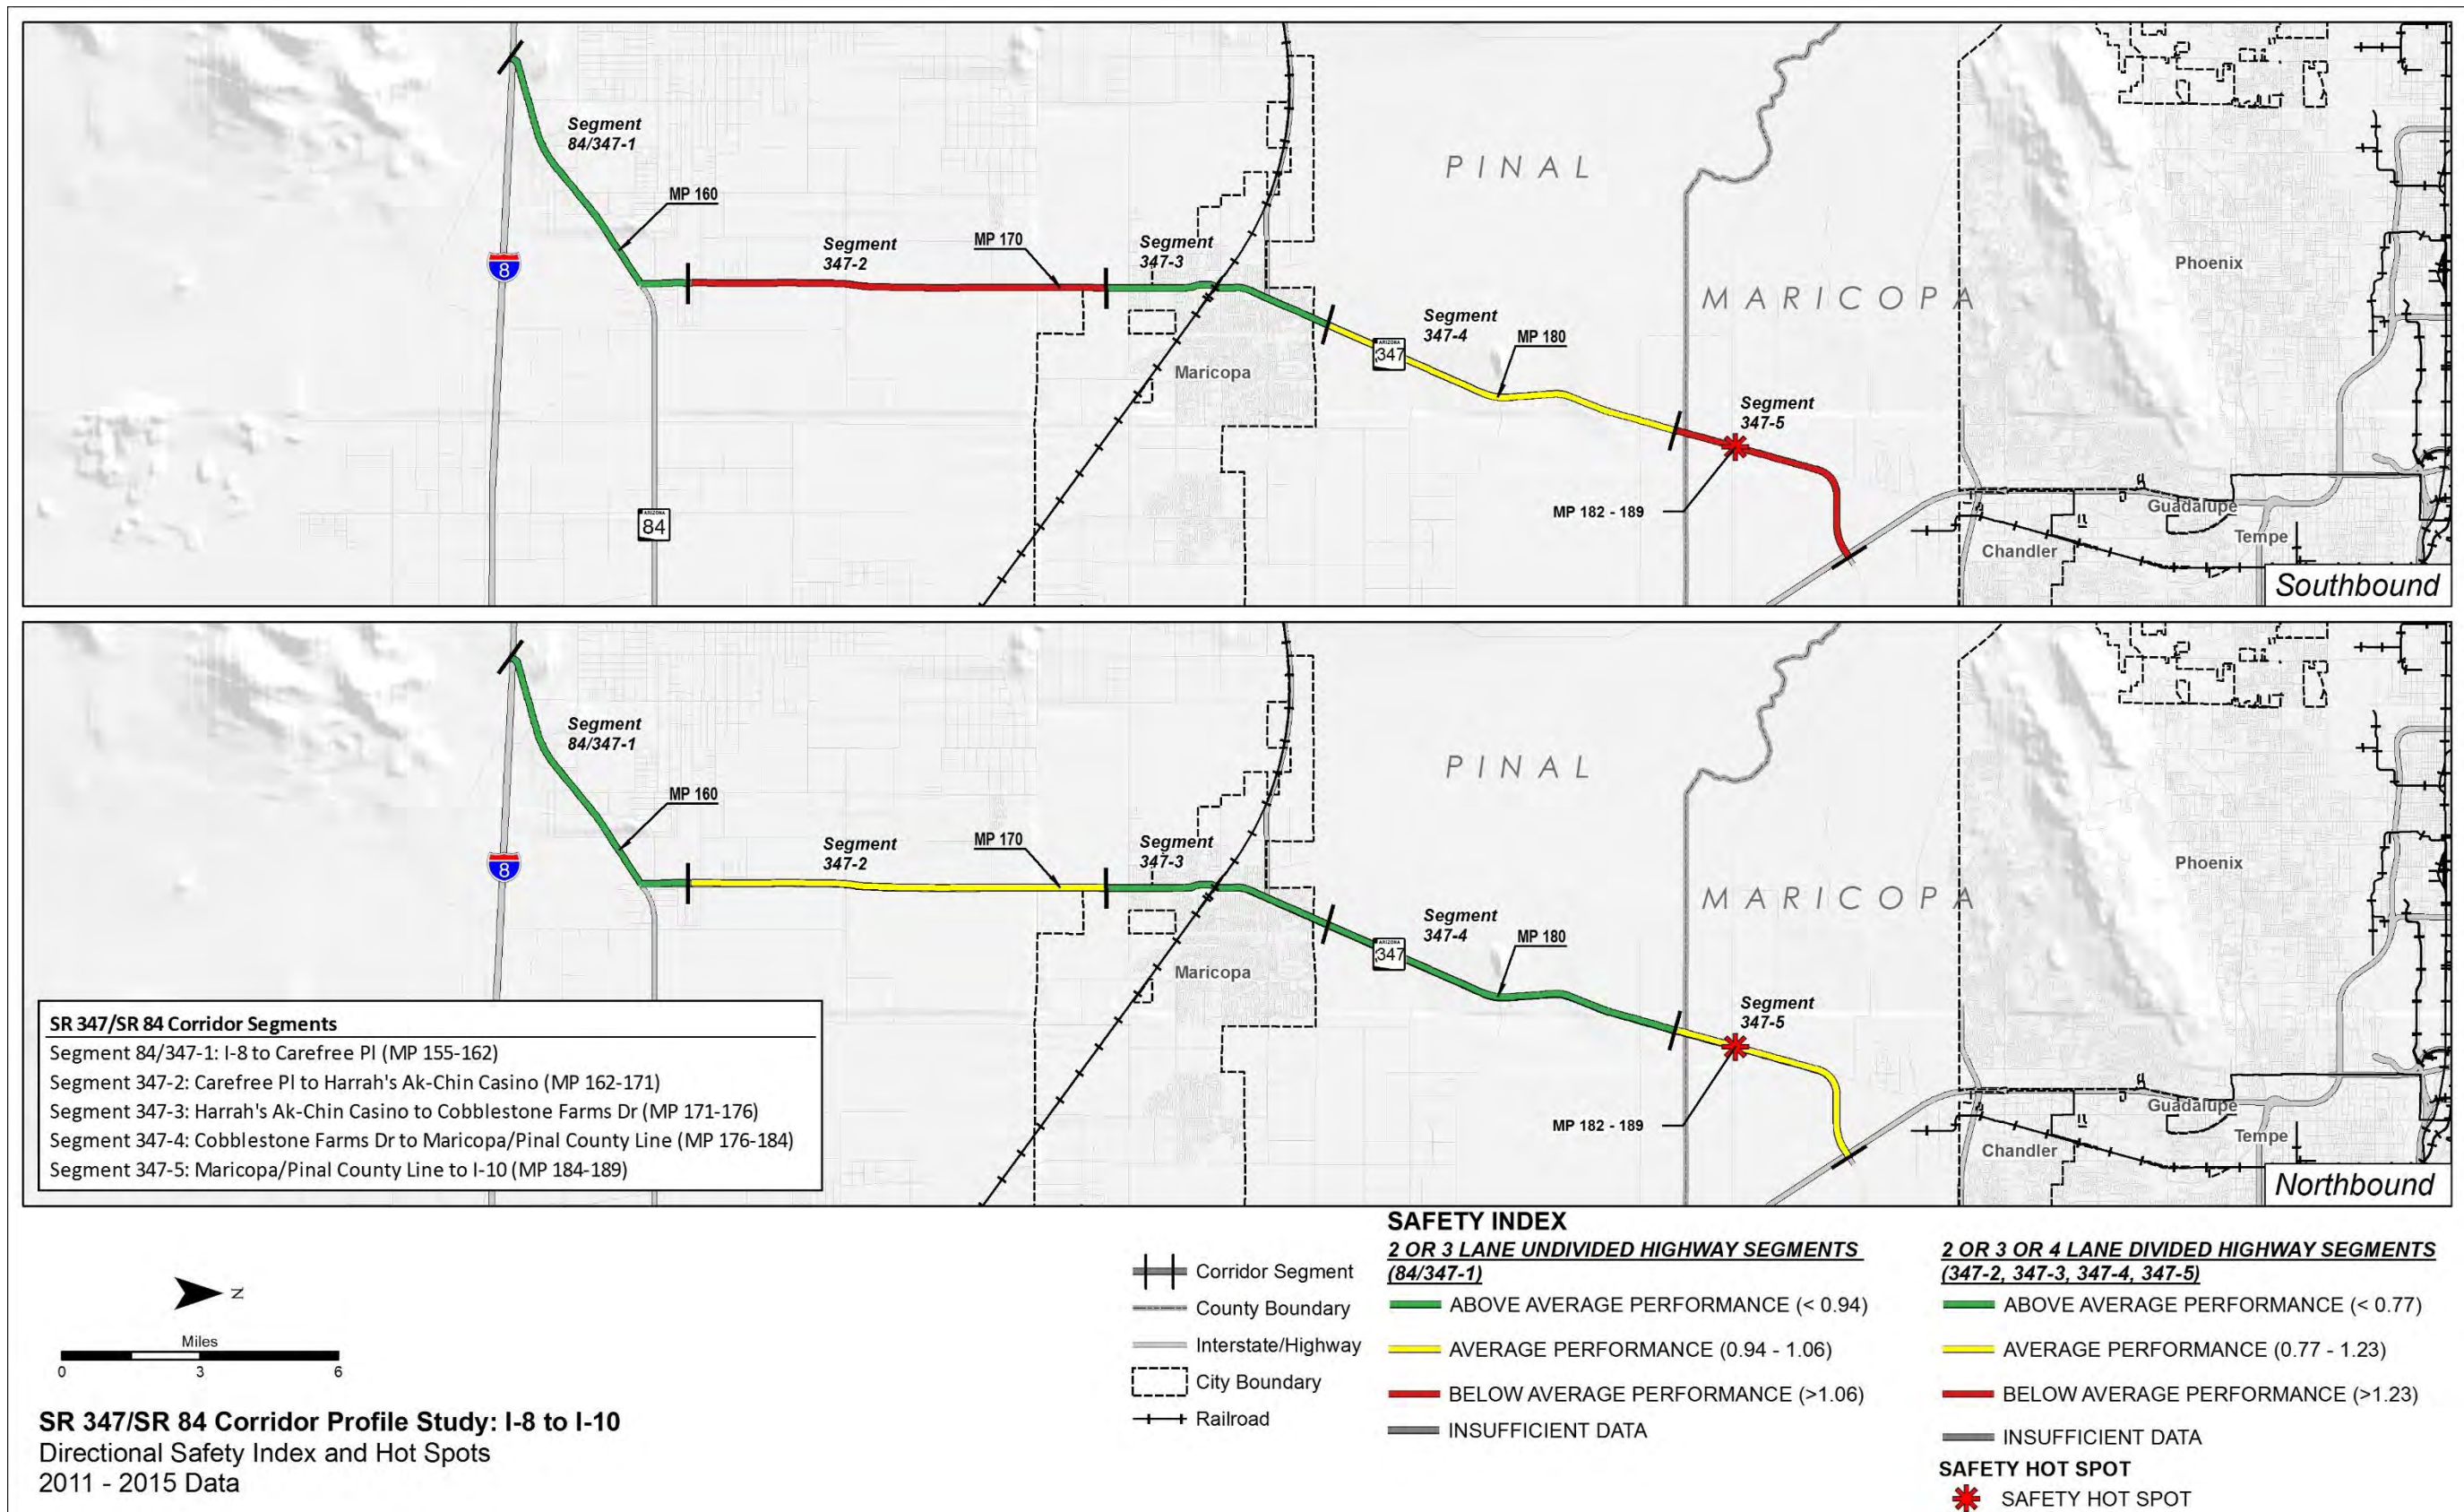 Segment
84/347-1
MP 160
Segment
347-2
MP 170
Segment
347-3
PINAL
MARICOPA
Phoenix
8
Segment
347-4
MP 180
ARIZONA
347
Maricopa
Segment
347-5
MP 182 - 189
ARIZONA
84
Guadalupe
Tempe
Chandler
Southbound
Segment
84/347-1
MP 160
Segment
347-2
MP 170
Segment
347-3
PINAL
MARICOPA
Phoenix
8
Segment
347-4
MP 180
ARIZONA
347
Maricopa
Segment
347-5
MP 182 - 189
Guadalupe
Tempe
Chandler
Northbound
SR 347/SR 84 Corridor Segments
Segment 84/347-1: I-8 to Carefree Pl (MP 155-162)
Segment 347-2: Carefree Pl to Harrah's Ak-Chin Casino (MP 162-171)
Segment 347-3: Harrah's Ak-Chin Casino to Cobblestone Farms Dr (MP 171-176)
Segment 347-4: Cobblestone Farms Dr to Maricopa/Pinal County Line (MP 176-184)
Segment 347-5: Maricopa/Pinal County Line to I-10 (MP 184-189)
N
Miles
0 3 6
SR 347/SR 84 Corridor Profile Study: I-8 to I-10
Directional Safety Index and Hot Spots
2011 - 2015 Data
Corridor Segment
County Boundary
Interstate/Highway
City Boundary
Railroad
SAFETY INDEX
2 OR 3 LANE UNDIVIDED HIGHWAY SEGMENTS
(84/347-1)
ABOVE AVERAGE PERFORMANCE (< 0.94)
AVERAGE PERFORMANCE (0.94 - 1.06)
BELOW AVERAGE PERFORMANCE (>1.06)
INSUFFICIENT DATA
2 OR 3 OR 4 LANE DIVIDED HIGHWAY SEGMENTS
(347-2, 347-3, 347-4, 347-5)
ABOVE AVERAGE PERFORMANCE (< 0.77)
AVERAGE PERFORMANCE (0.77 - 1.23)
BELOW AVERAGE PERFORMANCE (>1.23)
INSUFFICIENT DATA
SAFETY HOT SPOT
SAFETY HOT SPOT